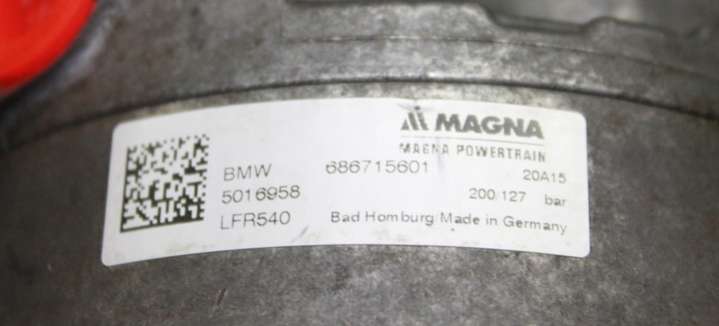 MAGNA
MAGNA POWERTRAIN
BMW 686715601 20A15
5016958 200/127 bar
LFR540 Bad Homburg/Made in Germany